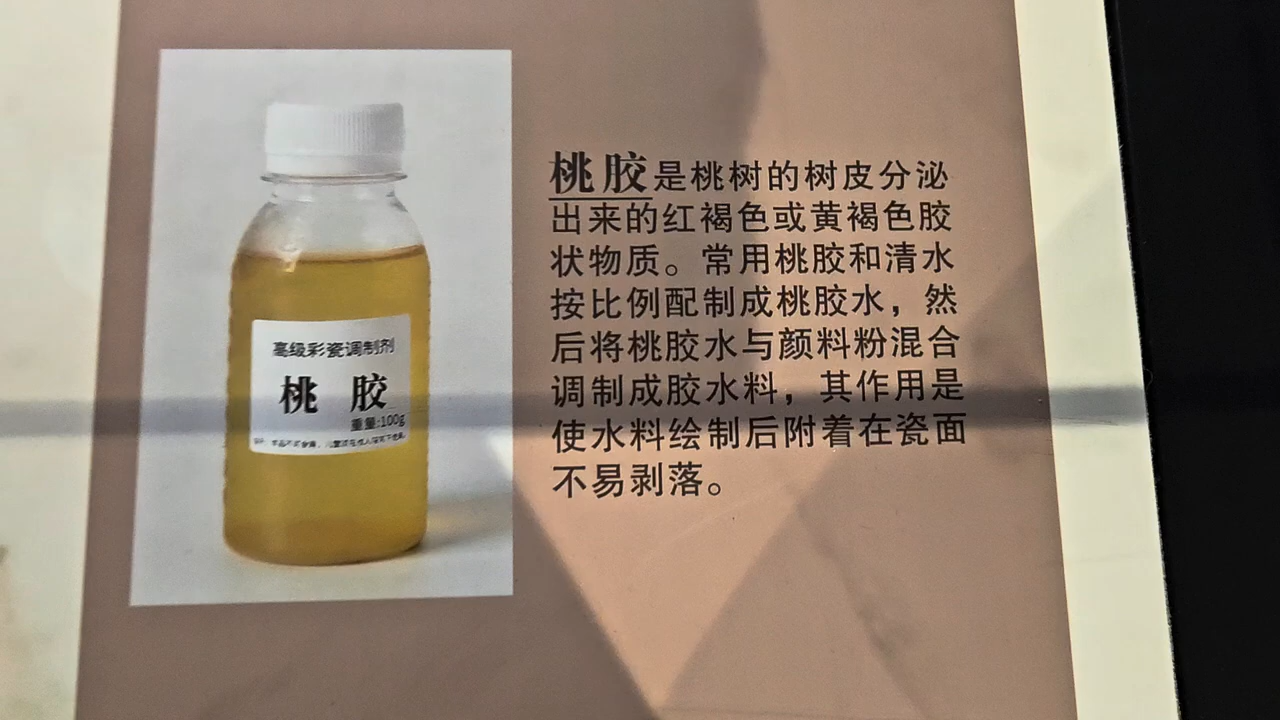 高级彩瓷调制剂
桃 胶
重量:100g
桃胶是桃树的树皮分泌
出来的红褐色或黄褐色胶
状物质。常用桃胶和清水
按比例配制成桃胶水，然
后将桃胶水与颜料粉混合
调制成胶水料，其作用是
使水料绘制后附着在瓷面
不易剥落。